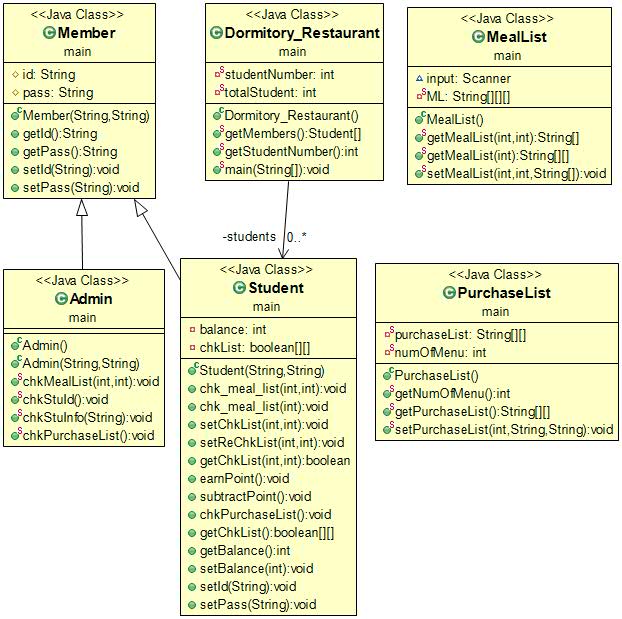 <<Java Class>>
Member
main
id: String
pass: String
Member(String,String)
getId():String
getPass():String
setId(String):void
setPass(String):void
<<Java Class>>
Dormitory_Restaurant
main
studentNumber: int
totalStudent: int
Dormitory_Restaurant()
getMembers():Student[]
getStudentNumber():int
main(String[]):void
<<Java Class>>
MealList
main
input: Scanner
ML: String[][][]
MealList()
getMealList(int,int):String[]
getMealList(int):String[][]
setMealList(int,int,String[]):void
-students 0..*
<<Java Class>>
Admin
main
Admin()
Admin(String,String)
chkMealList(int,int):void
chkStuId():void
chkStuInfo(String):void
chkPurchaseList():void
<<Java Class>>
Student
main
balance: int
chkList: boolean[][]
Student(String,String)
chk_meal_list(int,int):void
chk_meal_list(int):void
setChkList(int,int):void
setReChkList(int,int):void
getChkList(int,int):boolean
earnPoint():void
subtractPoint():void
chkPurchaseList():void
getChkList():boolean[][]
getBalance():int
setBalance(int):void
setId(String):void
setPass(String):void
<<Java Class>>
PurchaseList
main
purchaseList: String[][]
numOfMenu: int
PurchaseList()
getNumOfMenu():int
getPurchaseList():String[][]
setPurchaseList(int,String,String):void